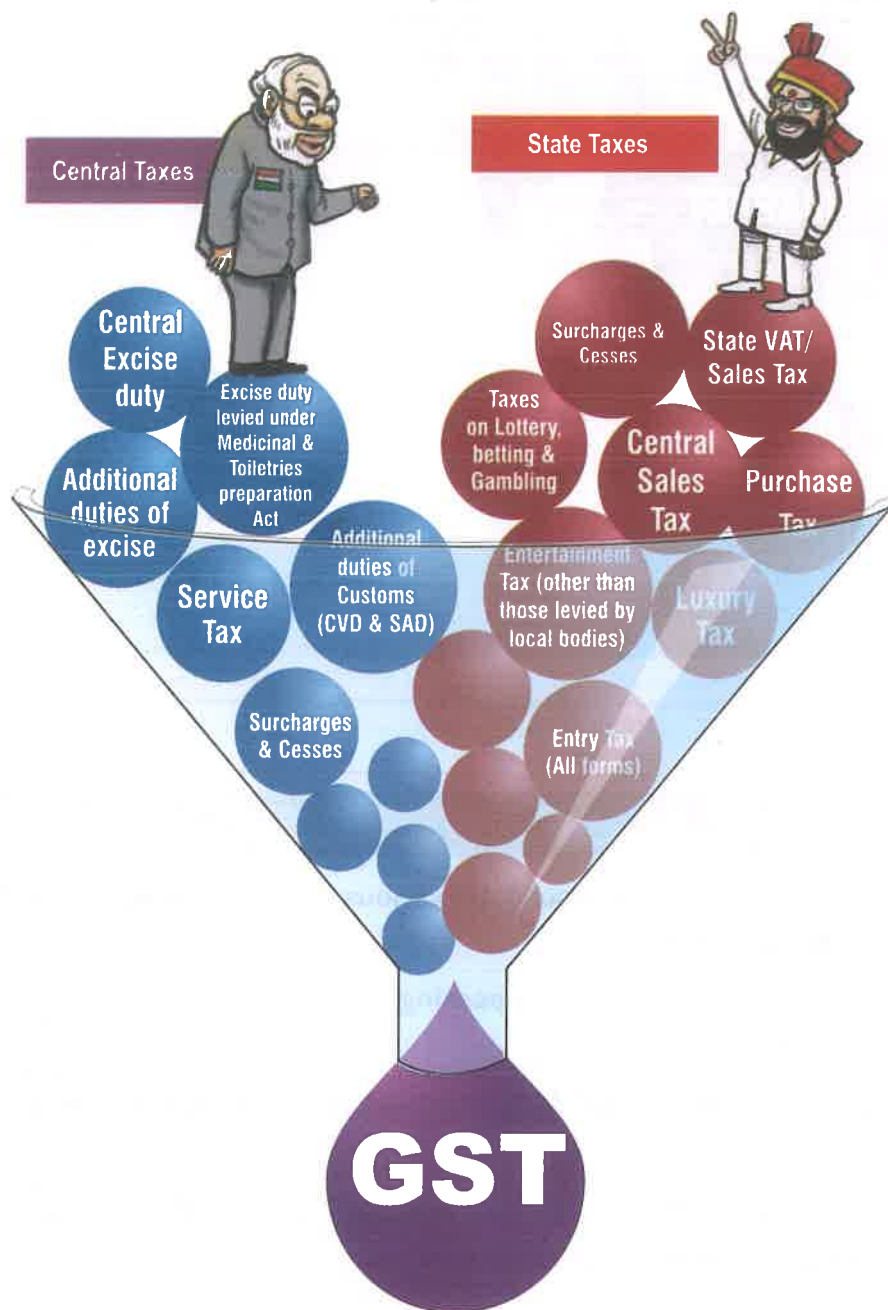 Central Taxes
State Taxes
Central
Excise
duty
Excise duty
levied under
Medicinal &
Toiletries
preparation
Act
Additional
duties of
excise
Service
Tax
Additional
duties of
Customs
(CVD & SAD)
Surcharges
& Cesses
Surcharges &
Cesses
State VAT/
Sales Tax
Taxes
on Lottery,
betting &
Gambling
Central
Sales
Tax
Purchase
Tax
Entertainment
Tax (other than
those levied by
local bodies)
Luxury
Tax
Entry Tax
(All forms)
GST